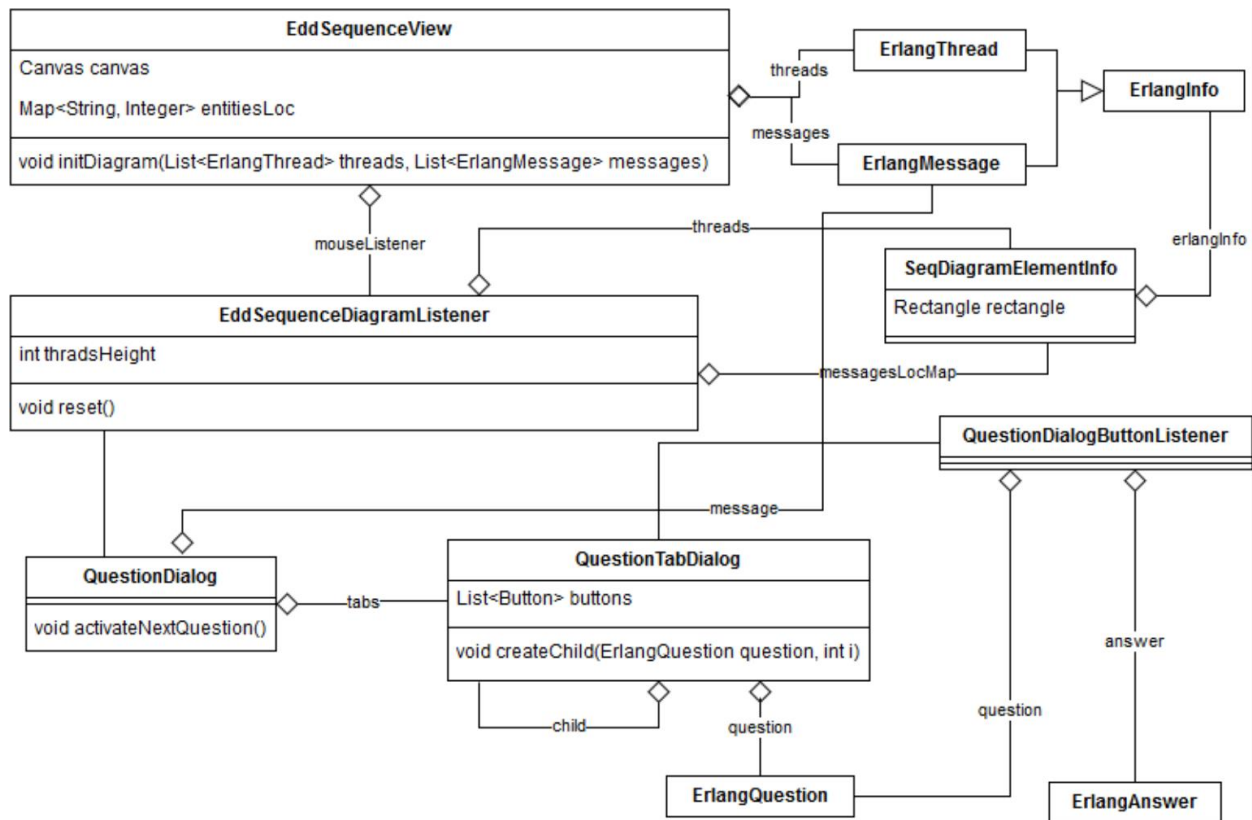 EddSequenceView
Canvas canvas
Map<String, Integer> entitiesLoc
void initDiagram(List<ErlangThread> threads, List<ErlangMessage> messages)
threads
messages
ErlangThread
ErlangInfo
ErlangMessage
mouseListener
threads
erlangInfo
SeqDiagramElementInfo
Rectangle rectangle
EddSequenceDiagramListener
int thradsHeight
void reset()
messagesLocMap
QuestionDialogButtonListener
message
QuestionDialog
void activateNextQuestion()
tabs
QuestionTabDialog
List<Button> buttons
void createChild(ErlangQuestion question, int i)
child
question
question
answer
ErlangQuestion
ErlangAnswer